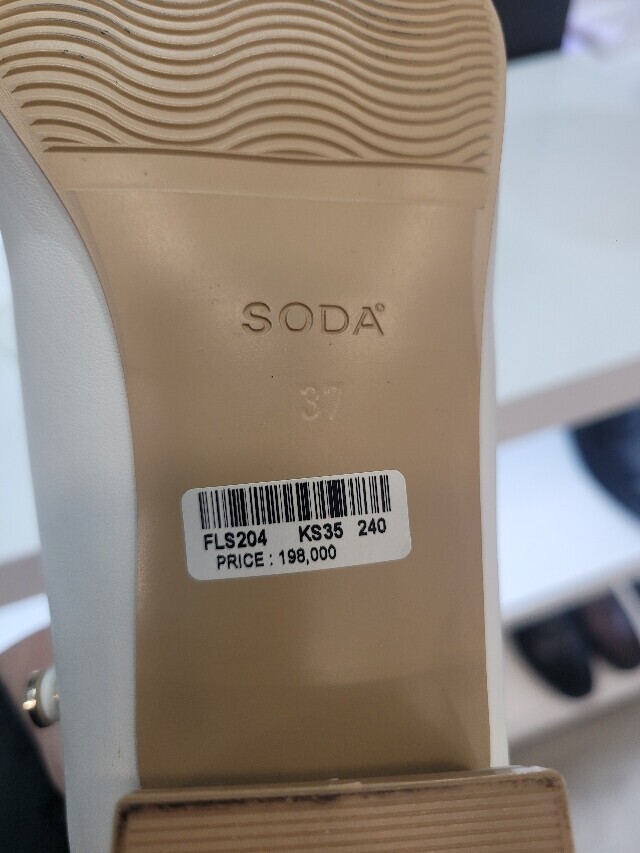 SODA
37
FLS204 KS35 240
PRICE : 198,000